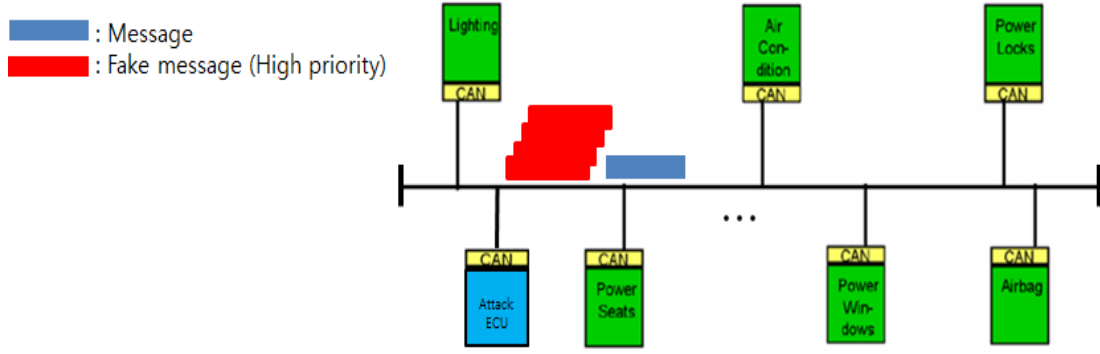 : Message
: Fake message (High priority)
Lighting
CAN
Air
Con-
dition
CAN
Power
Locks
CAN
...
CAN
Attack
ECU
CAN
Power
Seats
CAN
Power
Win-
dows
CAN
Airbag